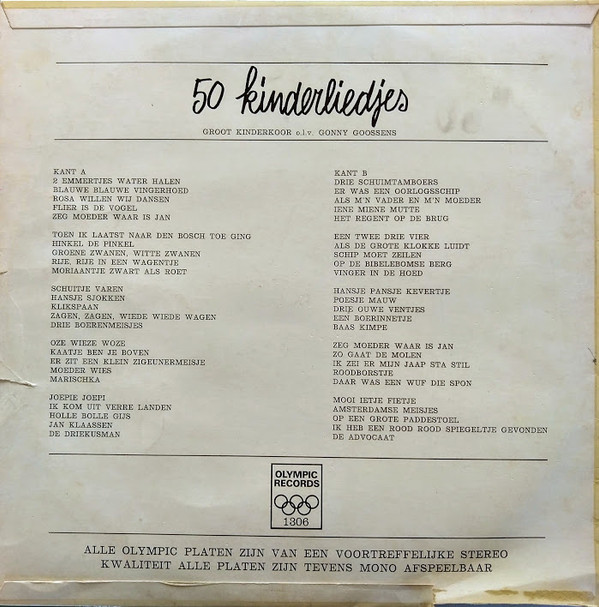 50 kinderliedjes
GROOT KINDERKOOR o.l.v. GONNY GOOSSENS
KANT A
2 EMMERTJES WATER HALEN
BLAUWE BLAUWE VINGERHOED
ROSA WILLEN WIJ DANSEN
FLIER IS DE VOGEL
ZEG MOEDER WAAR IS JAN
TOEN IK LAATST NAAR DEN BOSCH TOE GING
HINKEL DE PINKEL
GROENE ZWANEN, WITTE ZWANEN
RIJE, RIJE IN EEN WAGENTJE
MORIAANTJE ZWART ALS ROET
SCHUITJE VAREN
HANSJE SJOKKEN
KLIKSPAAN
ZAGEN, ZAGEN, WIEDE WIEDE WAGEN
DRIE BOERENMEISJES
OZE WIEZE WOZE
KAATJE BEN JE BOVEN
ER ZIT EEN KLEIN ZIGEUNERMEISJE
MOEDER WIES
MARISCHKA
JOEPIE JOEPI
IK KOM UIT VERRE LANDEN
HOLLE BOLLE GIJS
JAN KLAASSEN
DE DRIEKUSMAN
KANT B
DRIE SCHUIMTAMBOERS
ER WAS EEN OORLOGSSCHIP
ALS M'N VADER EN M'N MOEDER
IENE MIENE MUTTE
HET REGENT OP DE BRUG
EEN TWEE DRIE VIER
ALS DE GROTE KLOKKE LUIDT
SCHIP MOET ZEILEN
OP DE BIBELEBOMSE BERG
VINGER IN DE HOED
HANSJE PANSJE KEVERTJE
POESJE MAUW
DRIE OUWE VENTJES
EEN BOERINNETJE
BAAS KIMPE
ZEG MOEDER WAAR IS JAN
ZO GAAT DE MOLEN
IK ZEI ER MIJN JAAP STA STIL
ROODBORSTJE
DAAR WAS EEN WUF DIE SPON
MOOI IETJE FIETJE
AMSTERDAMSE MEISJES
OP EEN GROTE PADDESTOEL
IK HEB EEN ROOD ROOD SPIEGELTJE GEVONDEN
DE ADVOCAAT
OLYMPIC
RECORDS
1306
ALLE OLYMPIC PLATEN ZIJN VAN EEN VOORTREFFELIJKE STEREO
KWALITEIT ALLE PLATEN ZIJN TEVENS MONO AFSPEELBAAR